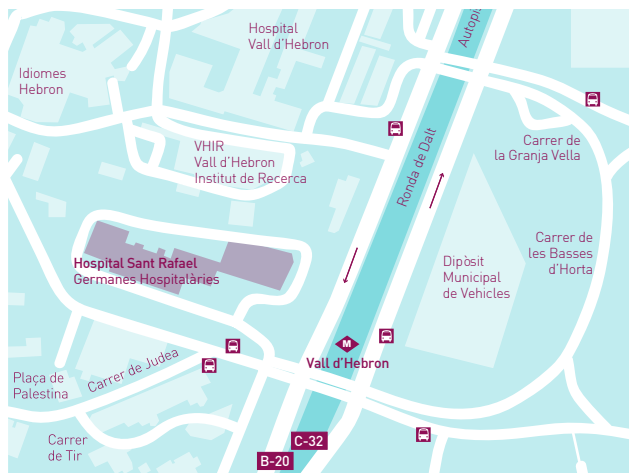 Autopis
Hospital
Vall d'Hebron
Idiomes
Hebron
VHIR
Vall d'Hebron
Institut de Recerca
Carrer de
la Granja Vella
Ronda de Dalt
Carrer de
les Basses
d'Horta
Hospital Sant Rafael
Germanes Hospitalàries
Dipòsit
Municipal
de Vehicles
M
Vall d'Hebron
Carrer de Judea
Plaça de
Palestina
Carrer
de Tir
C-32
B-20